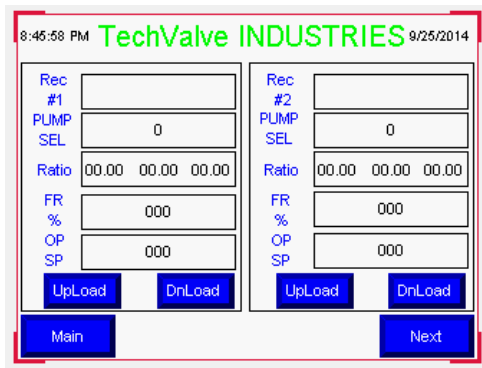 8:45:58 PM TechValve INDUSTRIES 9/25/2014
Rec
#1
PUMP
SEL
0
Ratio 00.00 00.00 00.00
FR
%
000
OP
SP
000
UpLoad DnLoad
Rec
#2
PUMP
SEL
0
Ratio 00.00 00.00 00.00
FR
%
000
OP
SP
000
UpLoad DnLoad
Main Next